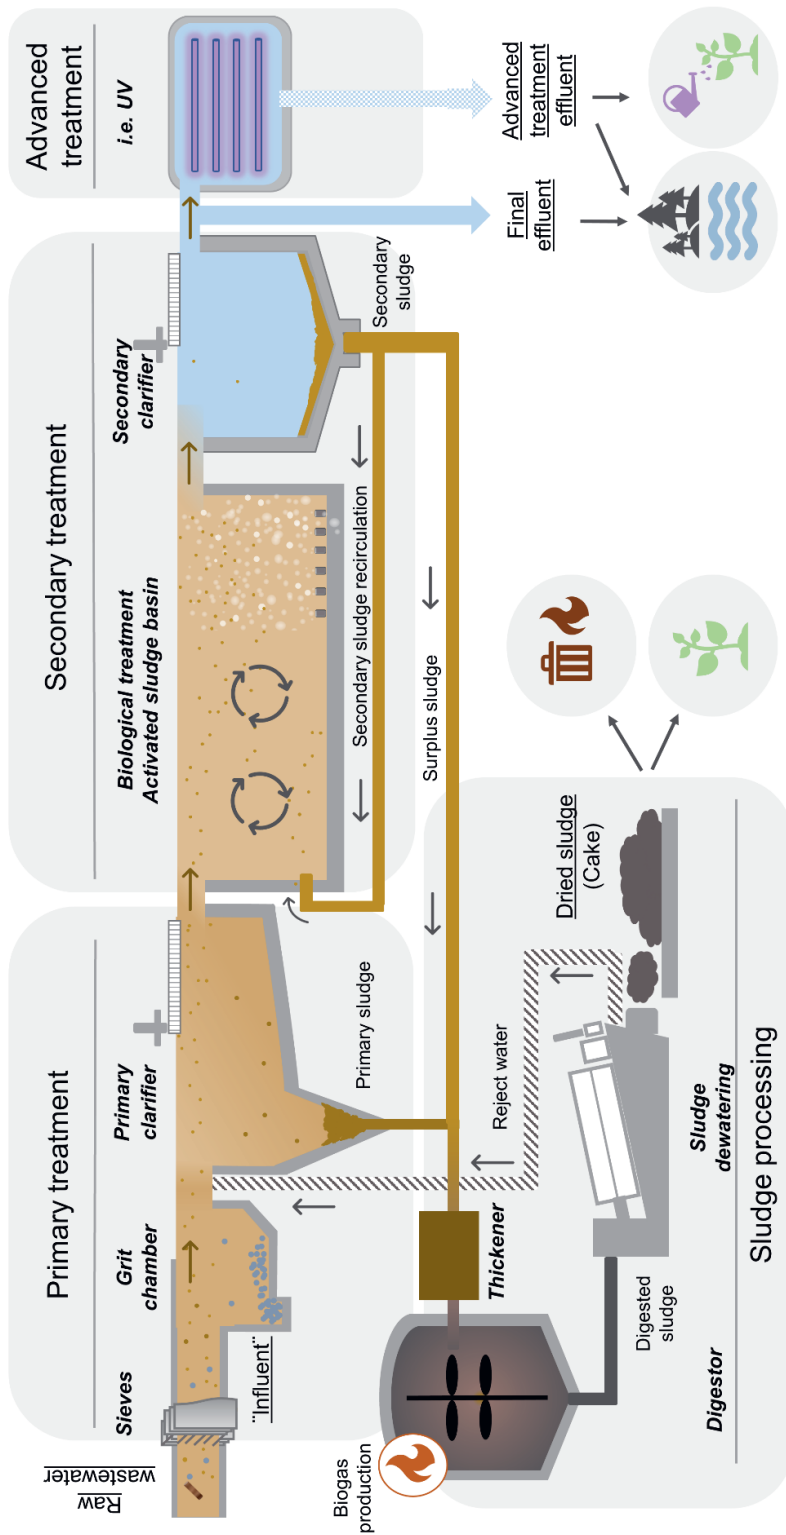 Primary treatment
Sieves
Grit
chamber
Primary
clarifier
Raw
wastewater
"Influent"
Primary sludge
Secondary treatment
Biological treatment
Activated sludge basin
Secondary
clarifier
Secondary
sludge
Secondary sludge recirculation
Surplus sludge
Advanced
treatment
i.e. UV
Final
effluent
Advanced
treatment
effluent
Biogas
production
Thickener
Reject water
Digestor
Digested
sludge
Sludge
dewatering
Dried sludge
(Cake)
Sludge processing